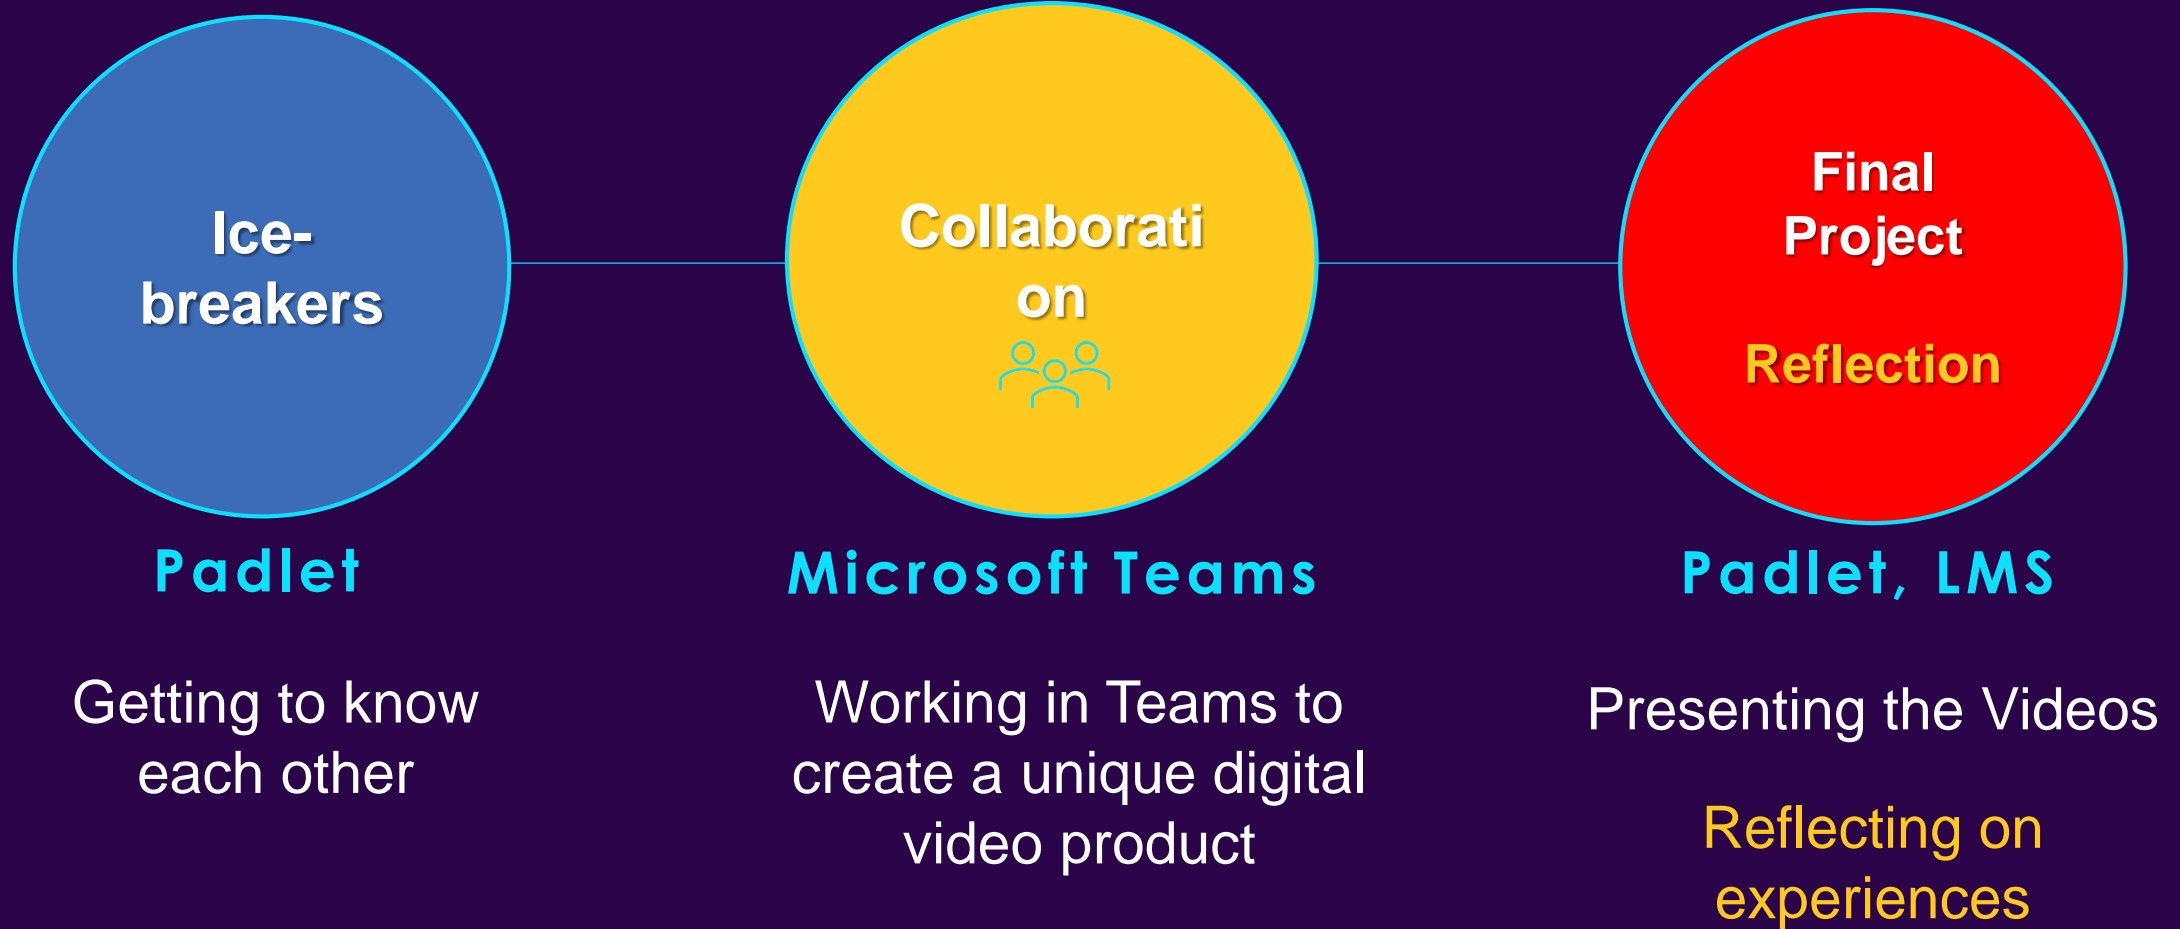 Ice-
breakers
Collaborati
on
Final
Project
Reflection
Padlet
Microsoft Teams
Padlet, LMS
Getting to know
each other
Working in Teams to
create a unique digital
video product
Presenting the Videos
Reflecting on
experiences